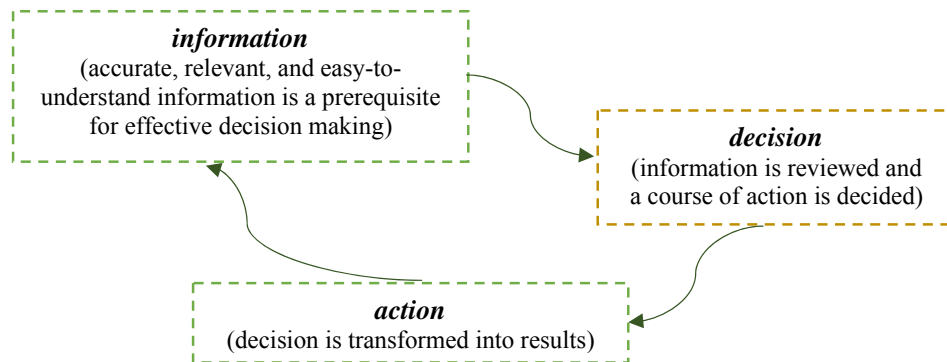 information
(accurate, relevant, and easy-to-
understand information is a prerequisite
for effective decision making)
decision
(information is reviewed and
a course of action is decided)
action
(decision is transformed into results)